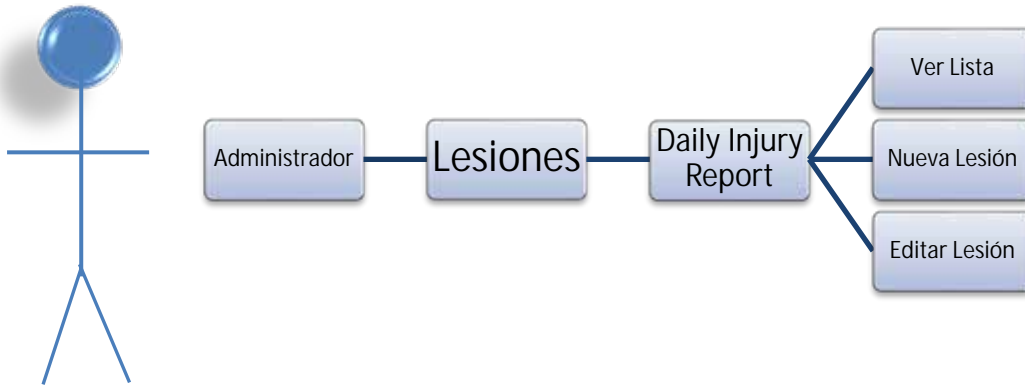 Administrador
Lesiones
Daily Injury
Report
Ver Lista
Nueva Lesión
Editar Lesión